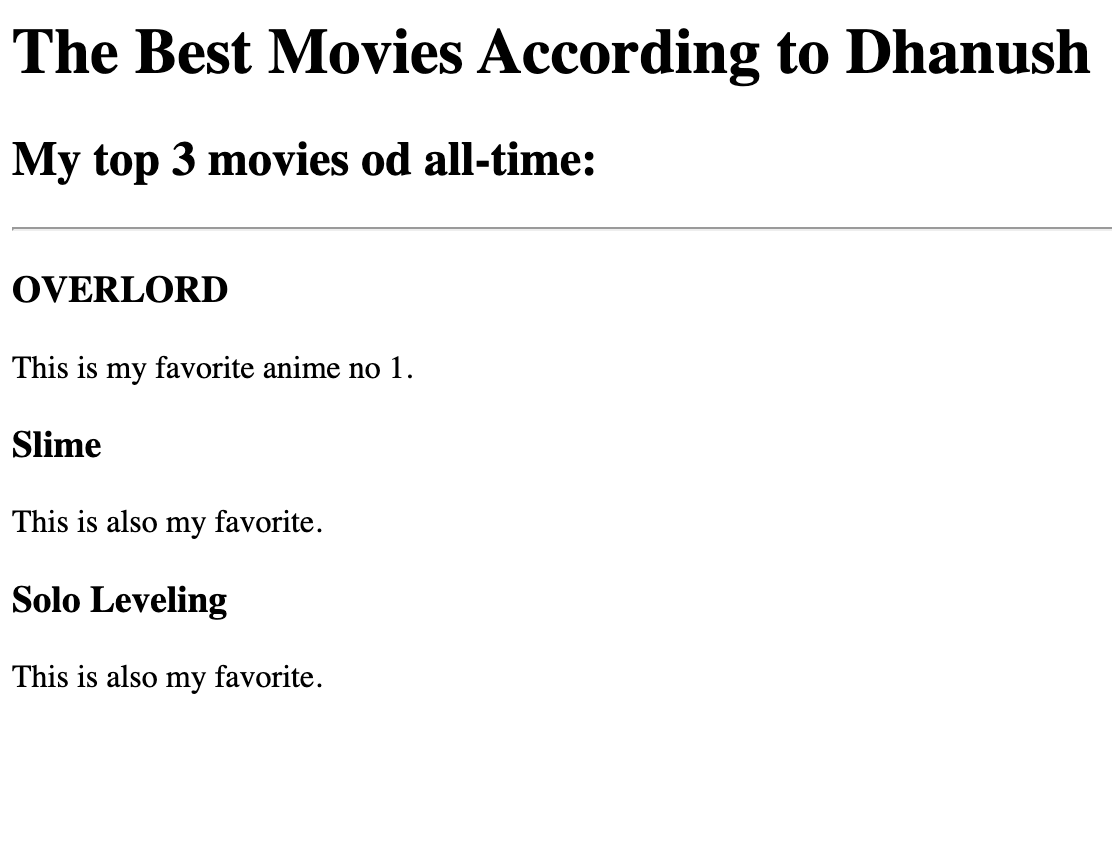 The Best Movies According to Dhanush
My top 3 movies od all-time:
OVERLORD
This is my favorite anime no 1.
Slime
This is also my favorite.
Solo Leveling
This is also my favorite.